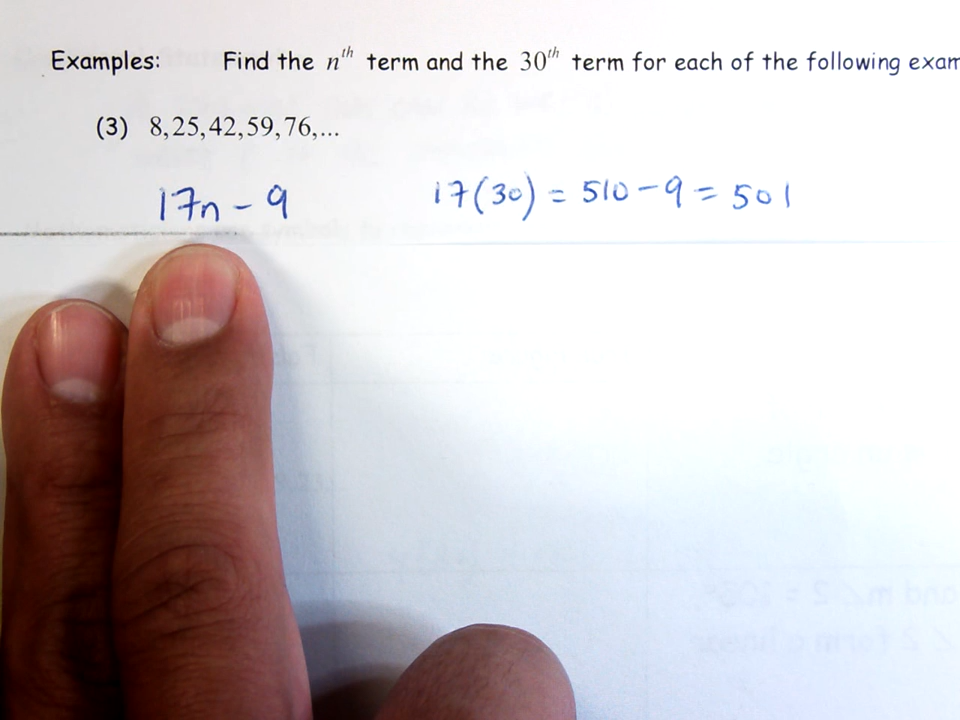 Examples: Find the nᵗʰ term and the 30ᵗʰ term for each of the following exam
(3) 8,25,42,59,76,...
17n - 9 17(30) = 510 - 9 = 501